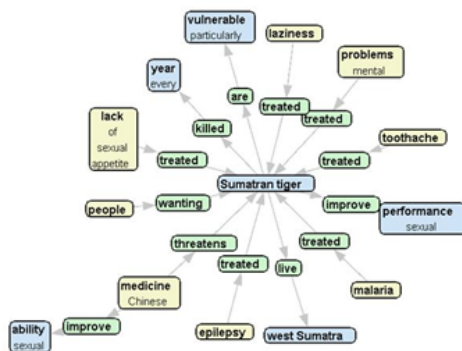 vulnerable
particularly
laziness
problems
mental
year
every
are
treated
treated
killed
lack
of
sexual
appetite
toothache
treated
treated
Sumatran tiger
people
wanting
improve
performance
sexual
threatens
treated
treated
live
medicine
Chinese
malaria
ability
sexual
improve
epilepsy
west Sumatra